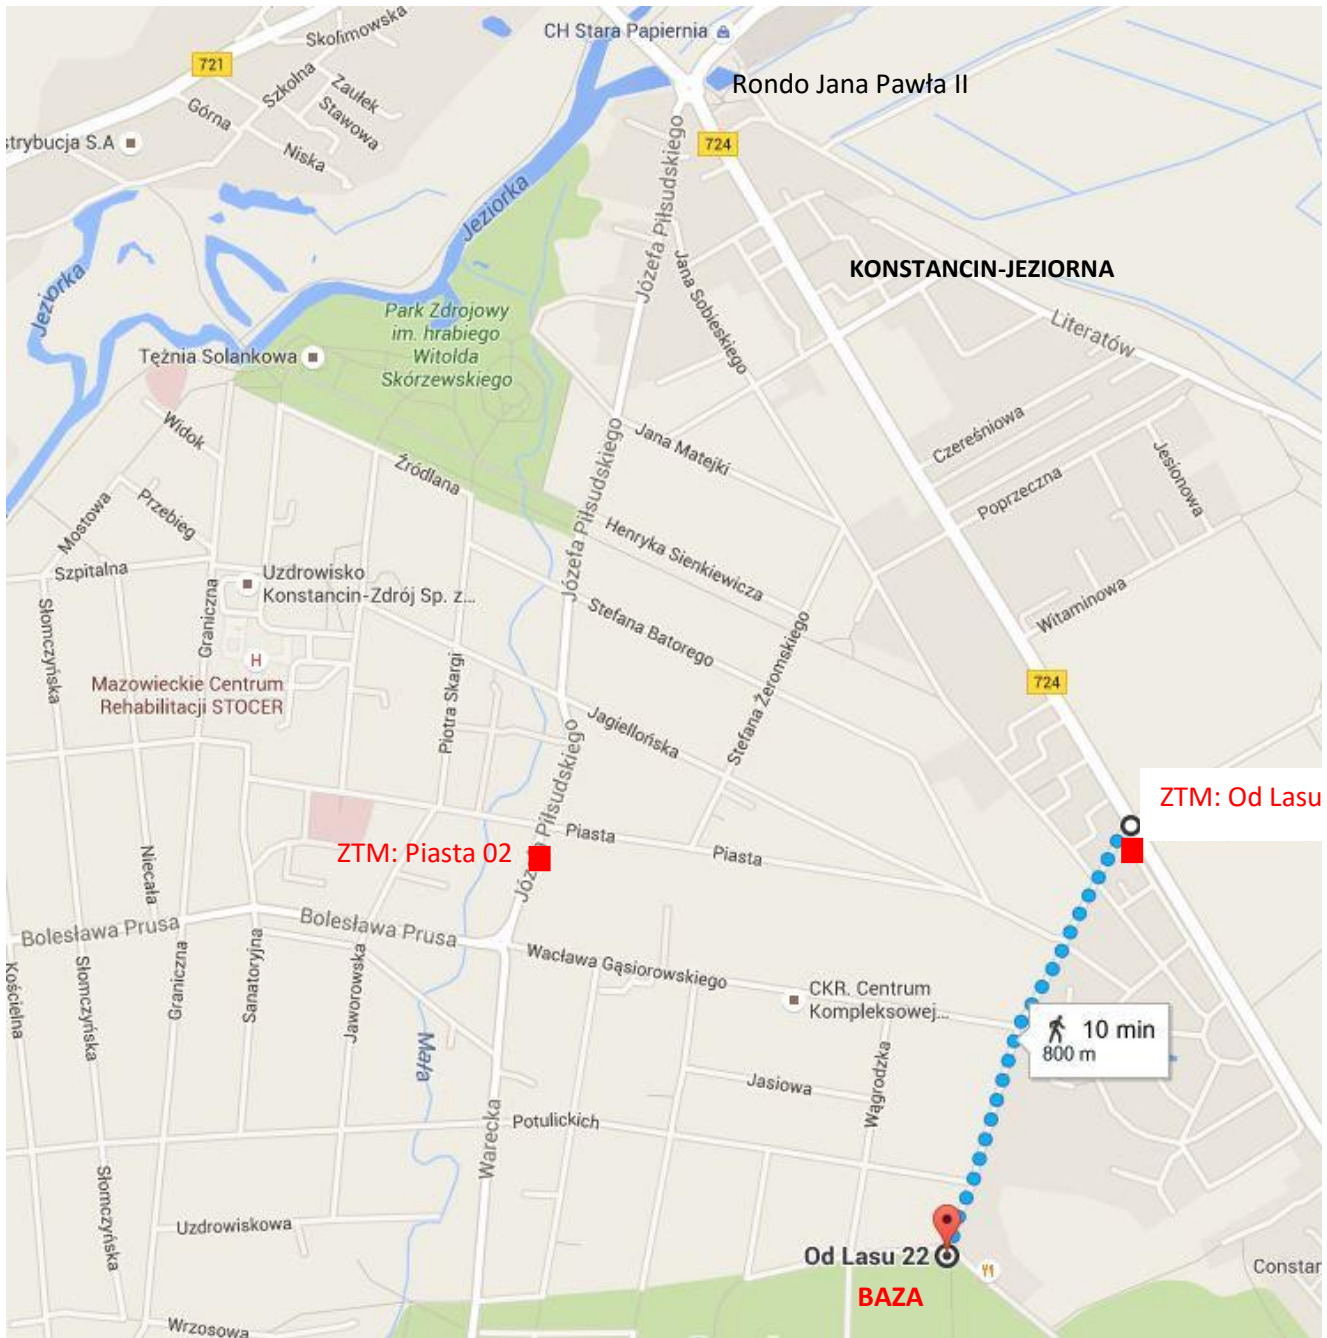 Skolimowska
CH Stara Papiernia
721
Szkolna
Zaułek
Stawowa
Rondo Jana Pawła II
Górna
strybucja S.A
Niska
724
Józefa Piłsudskiego
Jeziorka
Jeziorka
KONSTANCIN-JEZIORNA
Jana Sobieskiego
Park Zdrojowy
im. hrabiego
Witolda
Skórzewskiego
Literatów
Tężnia Solankowa
Widok
Czereśniowa
Jana Matejki
Józefa Piłsudskiego
Źródlana
Jesionowa
Poprzeczna
Mostowa
Przebieg
Henryka Sienkiewicza
Szpitalna
Uzdrowisko
Konstancin-Zdrój Sp. z...
Słomczyńska
Graniczna
Stefana Batorego
Witaminowa
H
Mazowieckie Centrum
Rehabilitacji STOCER
Piotra Skargi
Stefana Żeromskiego
724
Jagiellońska
Józefa Piłsudskiego
ZTM: Od Lasu
Piasta
Piasta
ZTM: Piasta 02
Niecała
Bolesława Prusa
Bolesława Prusa
Wacława Gąsiorowskiego
Kościelna
Słomczyńska
Graniczna
Sanatoryjna
Jaworowska
CKR. Centrum
Kompleksowej...
10 min
800 m
Mała
Jasiowa
Wągrodzka
Potulickich
Warecka
Słomczyńska
Uzdrowiskowa
Od Lasu 22
Constar
BAZA
Wrzosowa